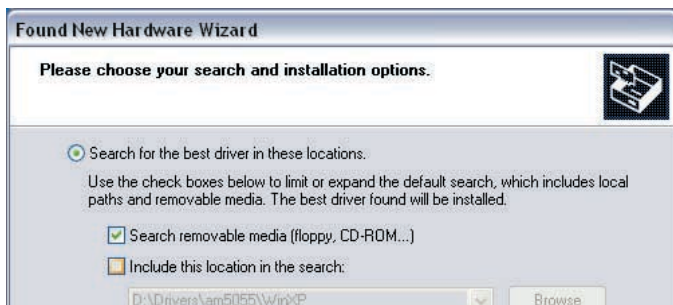 Found New Hardware Wizard
Please choose your search and installation options.
Search for the best driver in these locations.
Use the check boxes below to limit or expand the default search, which includes local
paths and removable media. The best driver found will be installed.
Search removable media (floppy, CD-ROM...)
Include this location in the search:
D:\Drivers\am5055\WinXP Browse